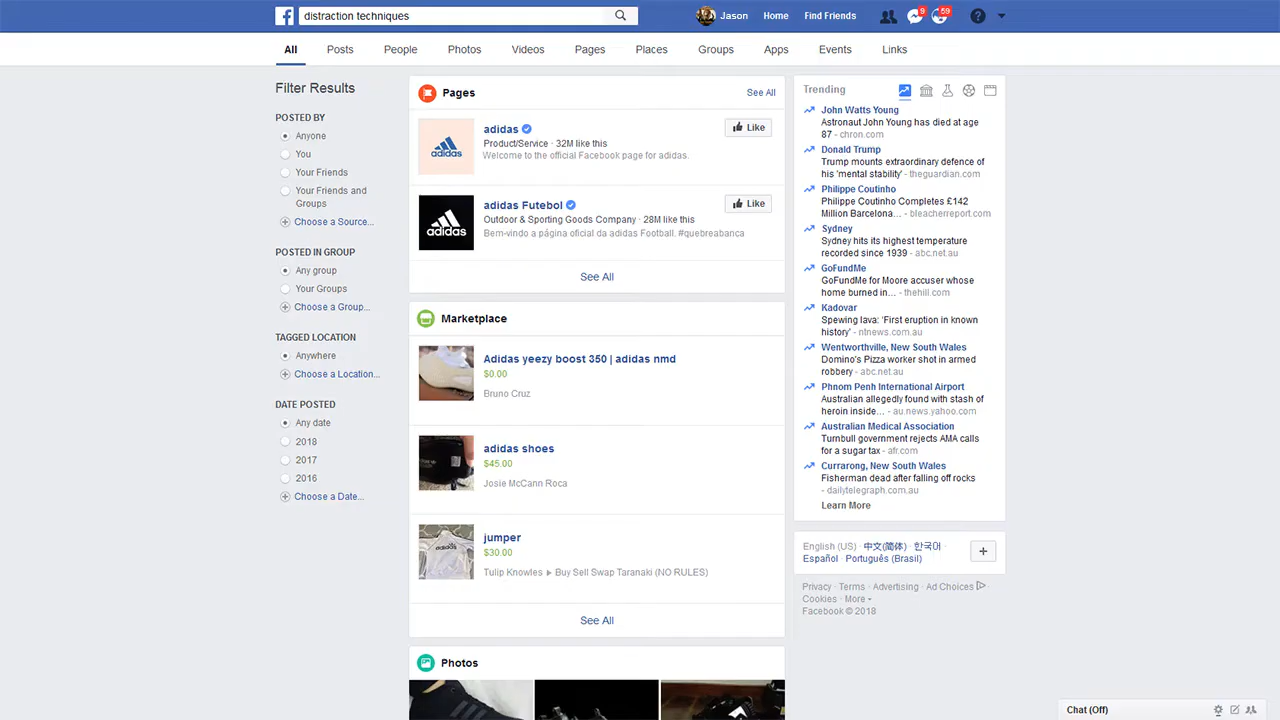 distraction techniques
Jason Home Find Friends 9 59
All Posts People Photos Videos Pages Places Groups Apps Events Links
Filter Results
POSTED BY
Anyone
You
Your Friends
Your Friends and
Groups
Choose a Source...
POSTED IN GROUP
Any group
Your Groups
Choose a Group...
TAGGED LOCATION
Anywhere
Choose a Location...
DATE POSTED
Any date
2018
2017
2016
Choose a Date...
Pages See All
adidas
adidas
Product/Service · 32M like this
Welcome to the official Facebook page for adidas.
Like
adidas
adidas Futebol
Outdoor & Sporting Goods Company · 28M like this
Bem-vindo a página oficial da adidas Football. #quebreabanca
Like
See All
Marketplace
Adidas yeezy boost 350 | adidas nmd
$0.00
Bruno Cruz
adidas shoes
$45.00
Josie McCann Roca
adidas
jumper
$30.00
Tulip Knowles ▸ Buy Sell Swap Taranaki (NO RULES)
See All
Photos
Trending
John Watts Young
Astronaut John Young has died at age
87 - chron.com
Donald Trump
Trump mounts extraordinary defence of
his 'mental stability' - theguardian.com
Philippe Coutinho
Philippe Coutinho Completes £142
Million Barcelona... - bleacherreport.com
Sydney
Sydney hits its highest temperature
recorded since 1939 - abc.net.au
GoFundMe
GoFundMe for Moore accuser whose
home burned in... - thehill.com
Kadovar
Spewing lava: 'First eruption in known
history' - ntnews.com.au
Wentworthville, New South Wales
Domino's Pizza worker shot in armed
robbery - abc.net.au
Phnom Penh International Airport
Australian allegedly found with stash of
heroin inside... - au.news.yahoo.com
Australian Medical Association
Turnbull government rejects AMA calls
for a sugar tax - afr.com
Currarong, New South Wales
Fisherman dead after falling off rocks
- dailytelegraph.com.au
Learn More
English (US) · 中文(简体) · 한국어 ·
Español · Português (Brasil)
Privacy · Terms · Advertising · Ad Choices
Cookies · More
Facebook © 2018
Chat (Off)